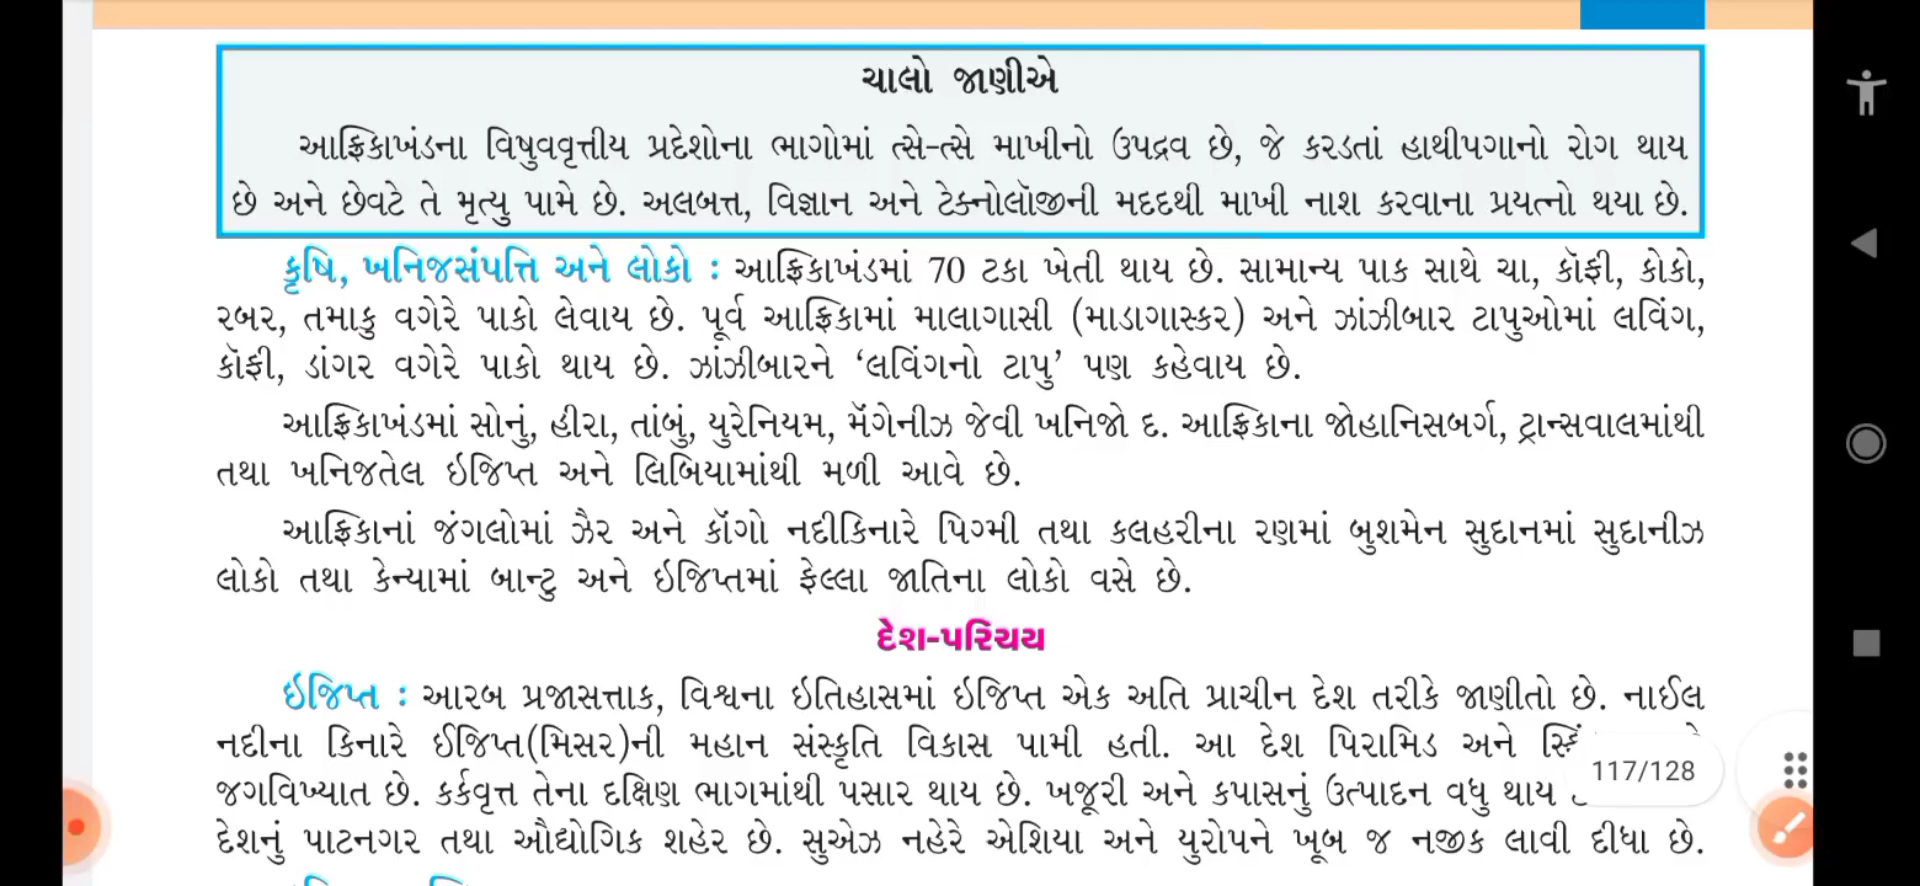 ચાલો જાણીએ
આફ્રિકાખંડના વિષુવવૃત્તીય પ્રદેશોના ભાગોમાં ત્સે-ત્સે માખીનો ઉપદ્રવ છે, જે કરડતાં હાથીપગાનો રોગ થાય
છે અને છેવટે તે મૃત્યુ પામે છે. અલબત્ત, વિજ્ઞાન અને ટેક્નોલૉજીની મદદથી માખી નાશ કરવાના પ્રયત્નો થયા છે.
કૃષિ, ખનિજસંપત્તિ અને લોકો : આફ્રિકાખંડમાં 70 ટકા ખેતી થાય છે. સામાન્ય પાક સાથે ચા, કૉફી, કોકો,
રબર, તમાકુ વગેરે પાકો લેવાય છે. પૂર્વ આફ્રિકામાં માલાગાસી (માડાગાસ્કર) અને ઝાંઝીબાર ટાપુઓમાં લવિંગ,
કૉફી, ડાંગર વગેરે પાકો થાય છે. ઝાંઝીબારને ‘લવિંગનો ટાપુ’ પણ કહેવાય છે.
આફ્રિકાખંડમાં સોનું, હીરા, તાંબું, યુરેનિયમ, મૅંગેનીઝ જેવી ખનિજો દ. આફ્રિકાના જોહાનિસબર્ગ, ટ્રાન્સવાલમાંથી
તથા ખનિજતેલ ઇજિપ્ત અને લિબિયામાંથી મળી આવે છે.
આફ્રિકાનાં જંગલોમાં ઝૈર અને કૉંગો નદીકિનારે પિગ્મી તથા કલહરીના રણમાં બુશમેન સુદાનમાં સુદાનીઝ
લોકો તથા કેન્યામાં બાન્ટુ અને ઇજિપ્તમાં ફેલ્લા જાતિના લોકો વસે છે.
દેશ-પરિચય
ઇજિપ્ત : આરબ પ્રજાસત્તાક, વિશ્વના ઇતિહાસમાં ઇજિપ્ત એક અતિ પ્રાચીન દેશ તરીકે જાણીતો છે. નાઈલ
નદીના કિનારે ઈજિપ્ત(મિસર)ની મહાન સંસ્કૃતિ વિકાસ પામી હતી. આ દેશ પિરામિડ અને
જગવિખ્યાત છે. કર્કવૃત્ત તેના દક્ષિણ ભાગમાંથી પસાર થાય છે. ખજૂરી અને કપાસનું ઉત્પાદન વધુ થાય
117/128
દેશનું પાટનગર તથા ઔદ્યોગિક શહેર છે. સુએઝ નહેરે એશિયા અને યુરોપને ખૂબ જ નજીક લાવી દીધા છે.